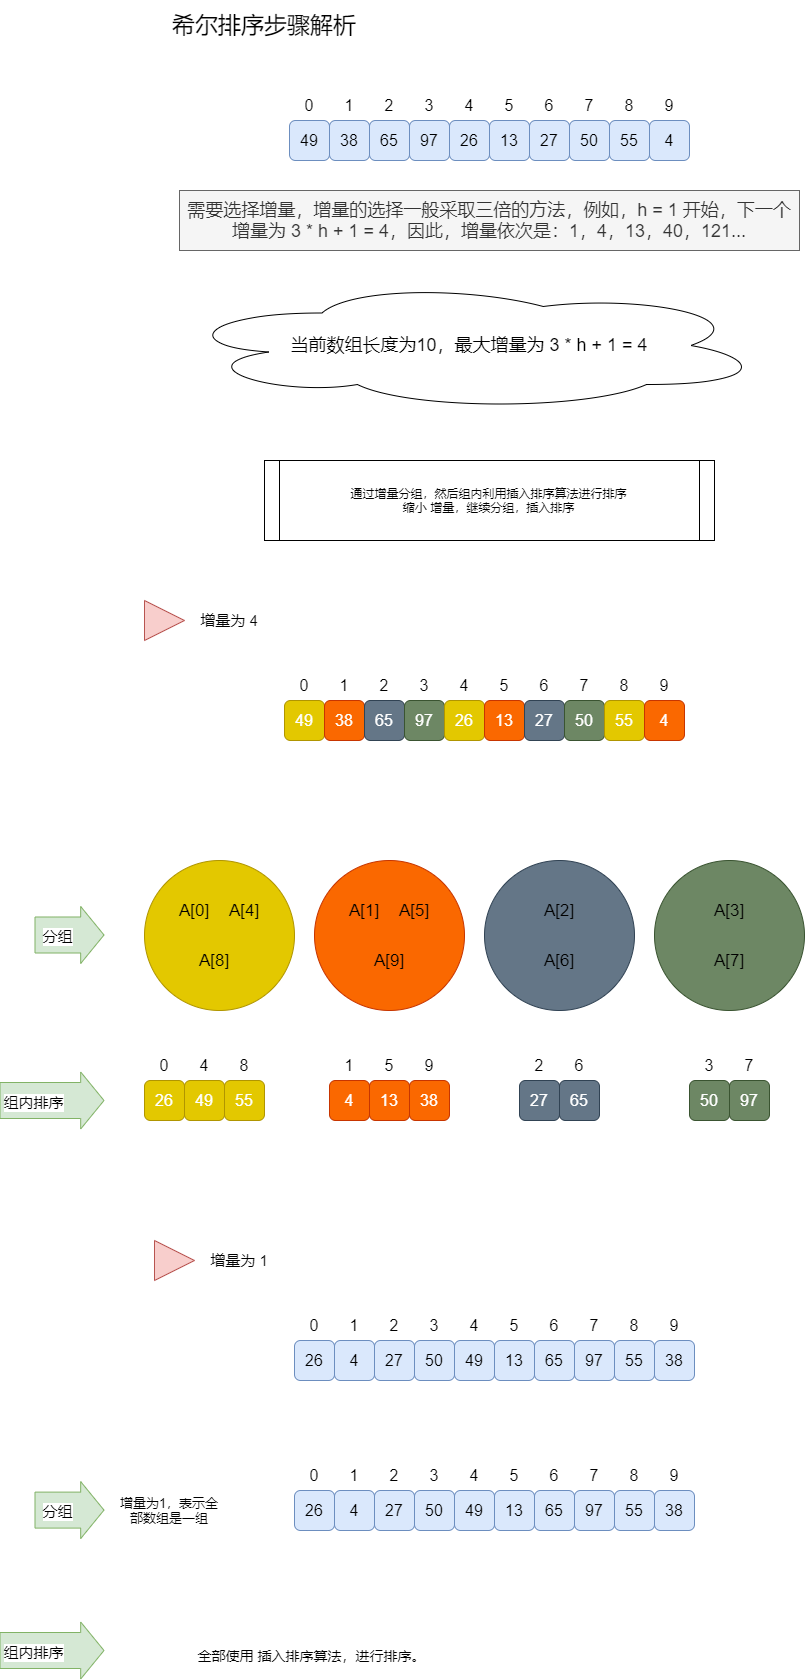 希尔排序步骤解析
0 1 2 3 4 5 6 7 8 9
49 38 65 97 26 13 27 50 55 4
需要选择增量，增量的选择一般采取三倍的方法，例如，h = 1 开始，下一个
增量为 3 * h + 1 = 4，因此，增量依次是：1，4，13，40，121...
当前数组长度为10，最大增量为 3 * h + 1 = 4
通过增量分组，然后组内利用插入排序算法进行排序
缩小 增量，继续分组，插入排序
增量为 4
0 1 2 3 4 5 6 7 8 9
49 38 65 97 26 13 27 50 55 4
A[0] A[4] A[1] A[5] A[2] A[3]
分组
A[8] A[9] A[6] A[7]
0 4 8 1 5 9 2 6 3 7
组内排序 26 49 55 4 13 38 27 65 50 97
增量为 1
0 1 2 3 4 5 6 7 8 9
26 4 27 50 49 13 65 97 55 38
0 1 2 3 4 5 6 7 8 9
分组
增量为1，表示全
部数组是一组
26 4 27 50 49 13 65 97 55 38
组内排序
全部使用 插入排序算法，进行排序。